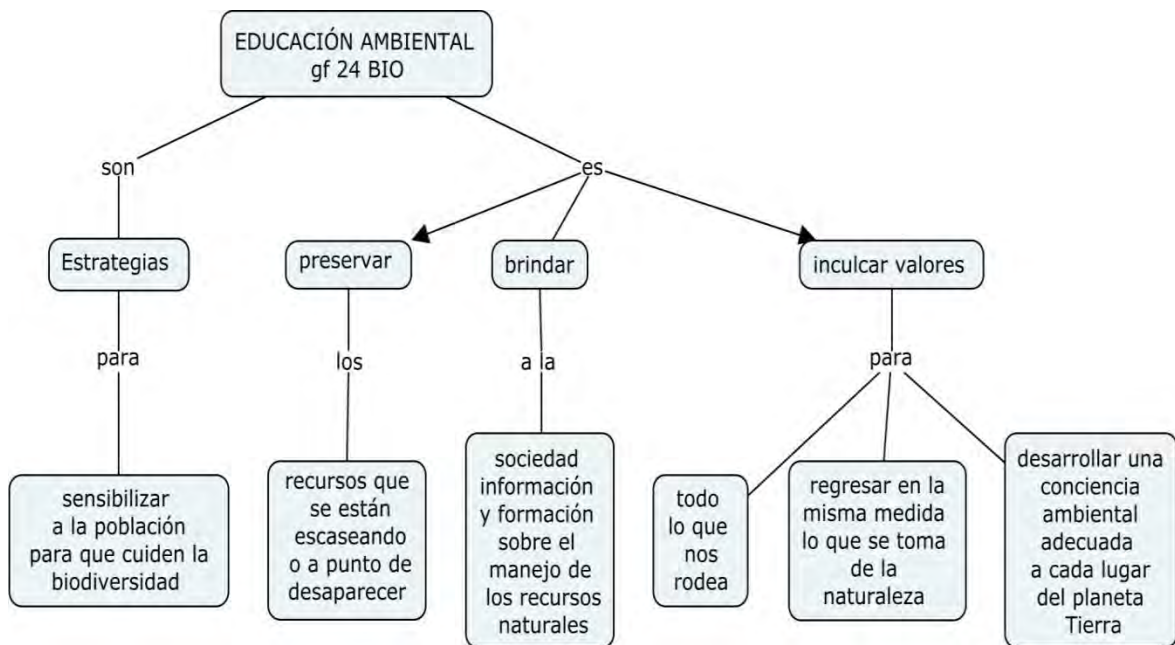 EDUCACIÓN AMBIENTAL
gf 24 BIO
son
es
Estrategias
preservar
brindar
inculcar valores
para
los
a la
para
sensibilizar
a la población
para que cuiden la
biodiversidad
recursos que
se están
escaseando
o a punto de
desaparecer
sociedad
información
y formación
sobre el
manejo de
los recursos
naturales
todo
lo que
nos
rodea
regresar en la
misma medida
lo que se toma
de la
naturaleza
desarrollar una
conciencia
ambiental
adecuada
a cada lugar
del planeta
Tierra